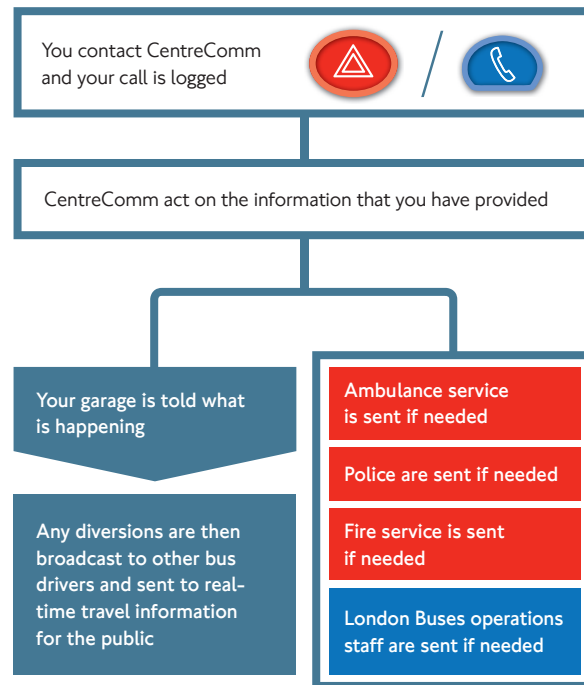 You contact CentreComm
and your call is logged
CentreComm act on the information that you have provided
Your garage is told what
is happening
Any diversions are then
broadcast to other bus
drivers and sent to real-
time travel information
for the public
Ambulance service
is sent if needed
Police are sent if needed
Fire service is sent
if needed
London Buses operations
staff are sent if needed